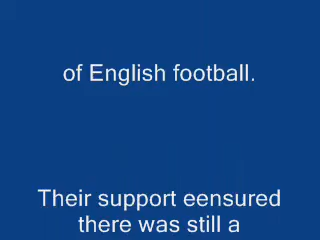 of English football.
Their support eensured
there was still a